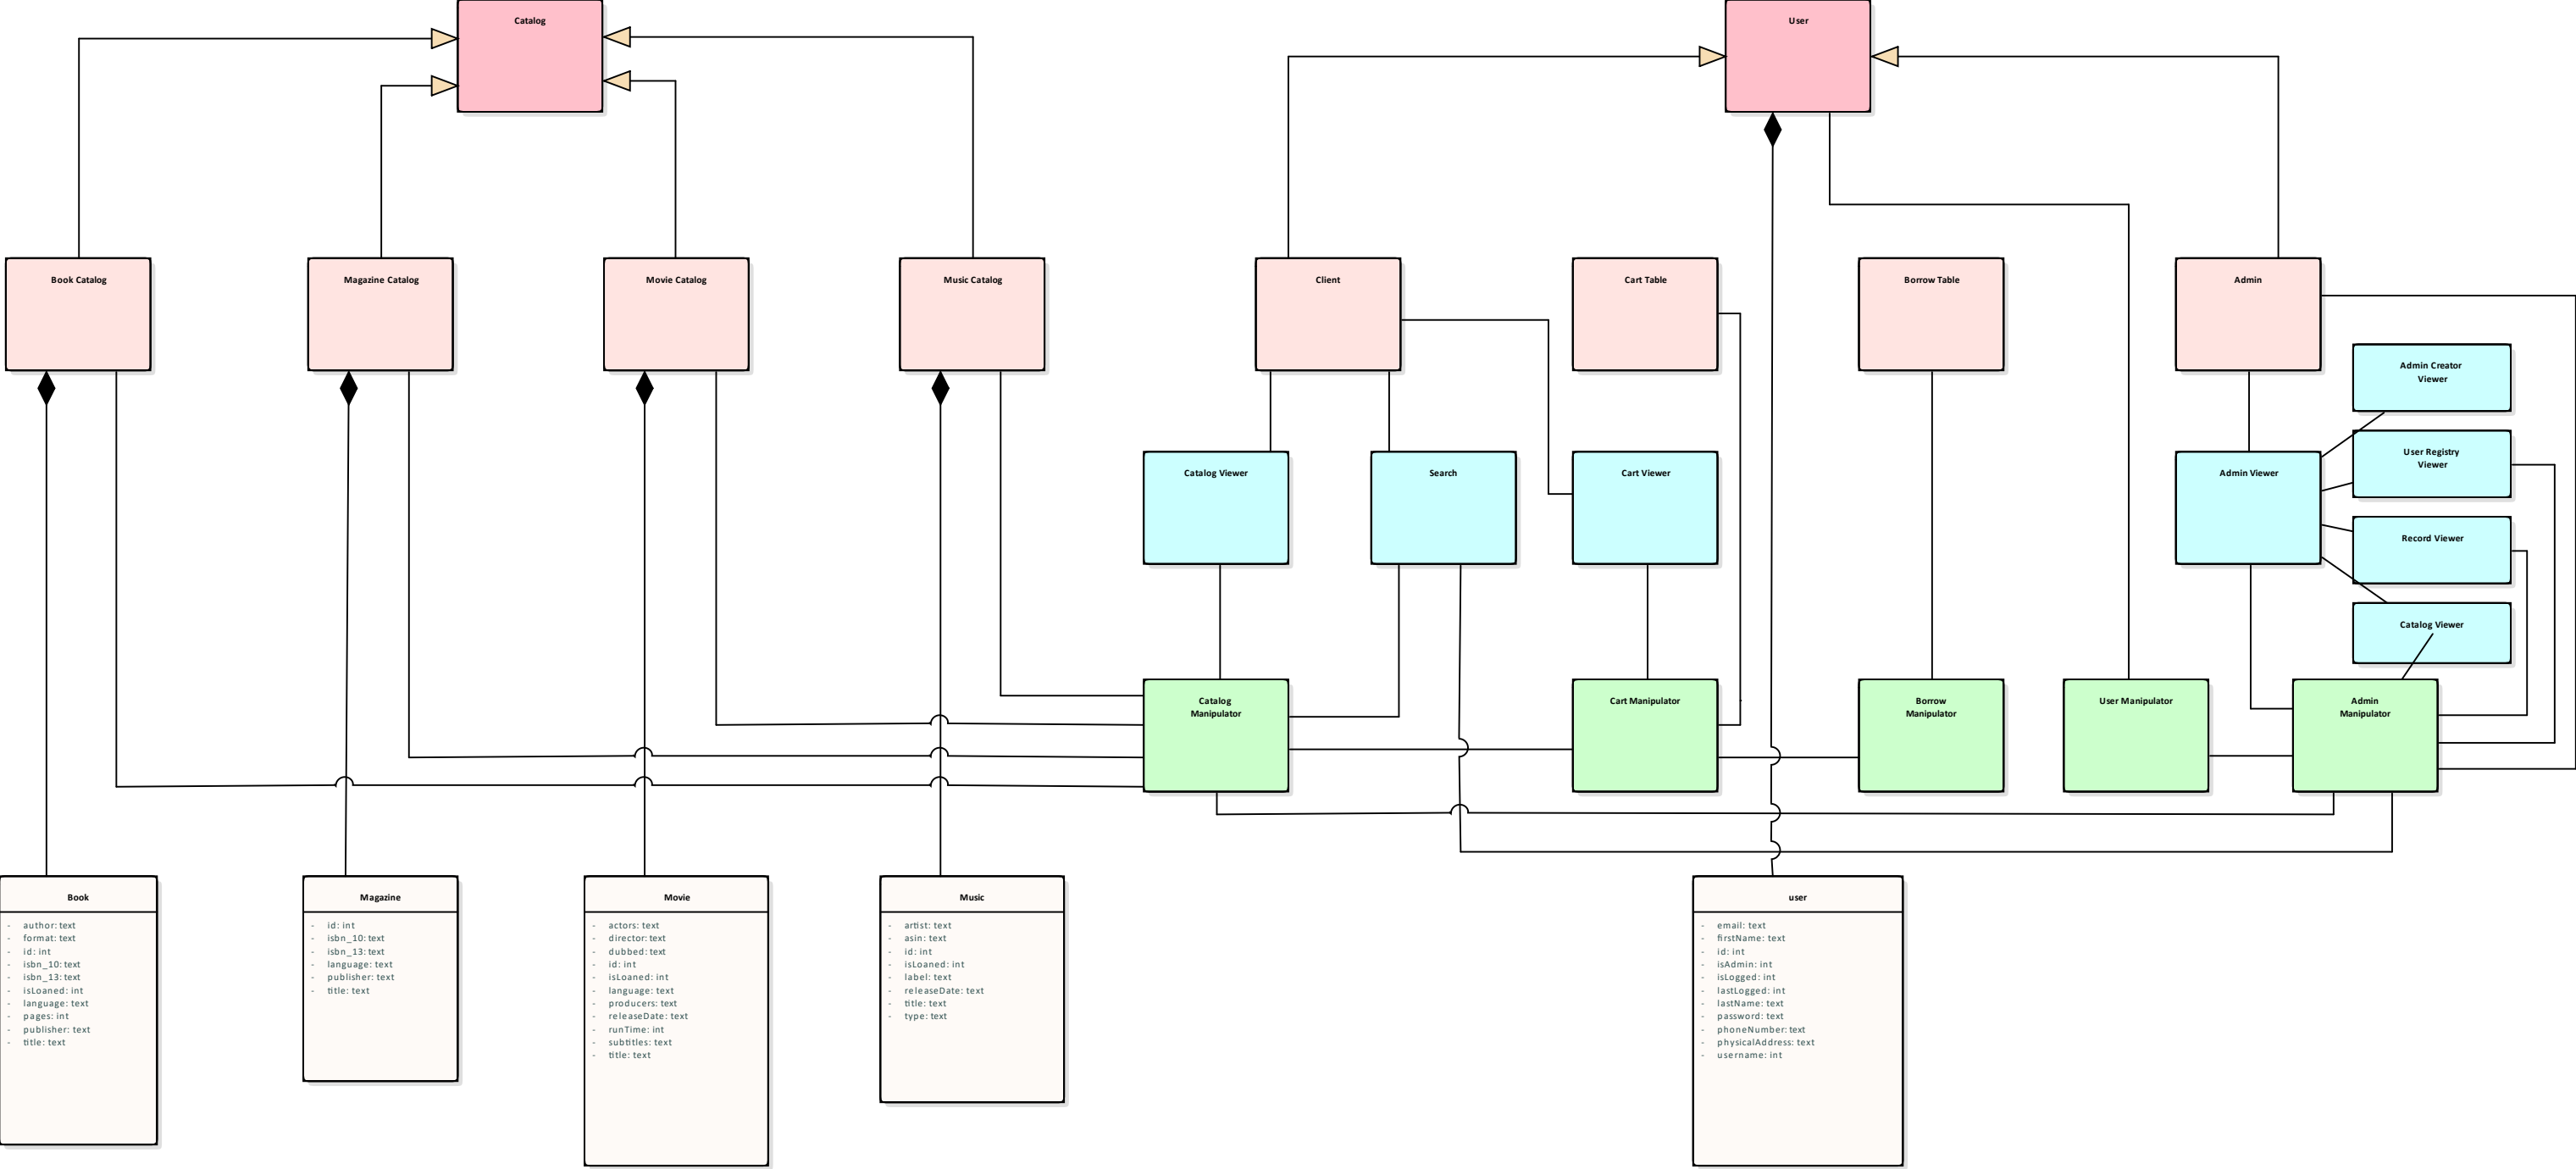 Catalog
User
Book Catalog
Magazine Catalog
Movie Catalog
Music Catalog
Client
Cart Table
Borrow Table
Admin
Admin Creator
Viewer
User Registry
Viewer
Catalog Viewer
Search
Cart Viewer
Admin Viewer
Record Viewer
Catalog Viewer
Catalog
Manipulator
Cart Manipulator
Borrow
Manipulator
User Manipulator
Admin
Manipulator
Book
- author: text
- format: text
- id: int
- isbn_10: text
- isbn_13: text
- isLoaned: int
- language: text
- pages: int
- publisher: text
- title: text
Magazine
- id: int
- isbn_10: text
- isbn_13: text
- language: text
- publisher: text
- title: text
Movie
- actors: text
- director: text
- dubbed: text
- id: int
- isLoaned: int
- language: text
- producers: text
- releaseDate: text
- runTime: int
- subtitles: text
- title: text
Music
- artist: text
- asin: text
- id: int
- isLoaned: int
- label: text
- releaseDate: text
- title: text
- type: text
user
- email: text
- firstName: text
- id: int
- isAdmin: int
- isLogged: int
- lastLogged: int
- lastName: text
- password: text
- phoneNumber: text
- physicalAddress: text
- username: int